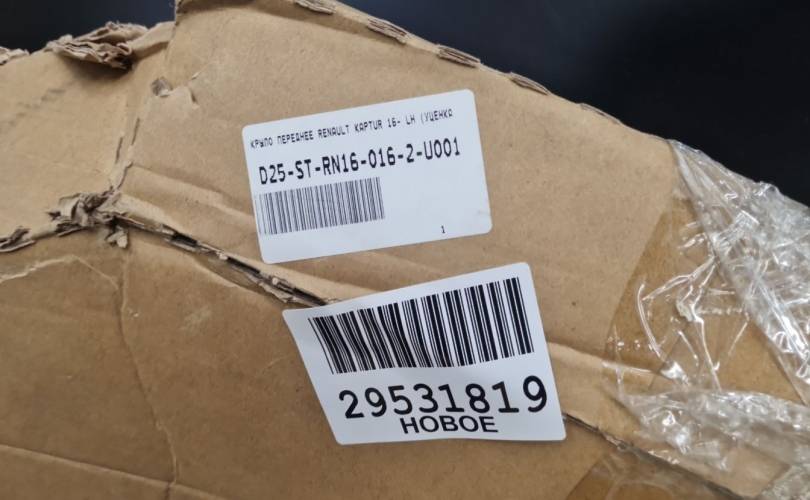 КРЫЛО ПЕРЕДНЕЕ RENAULT KAPTUR 16- LH (УЦЕНКА
D25-ST-RN16-016-2-U001
1
29531819
НОВОЕ